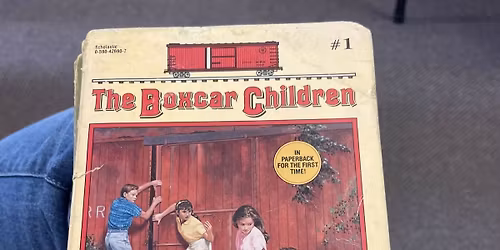 Scholastic
#1
The Boxcar Children
IN
PAPERBACK
FOR THE FIRST
TIME!
R